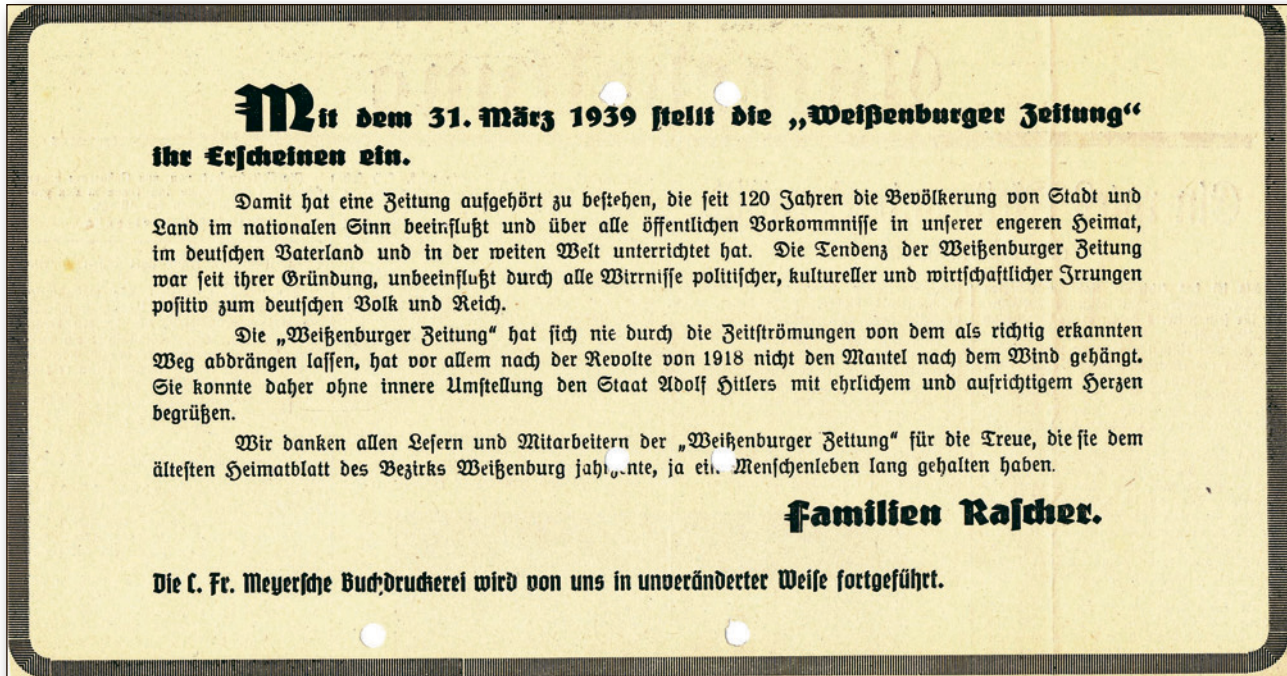 Mit dem 31. März 1939 stellt die „Weißenburger Zeitung“
ihr Erscheinen ein.
Damit hat eine Zeitung aufgehört zu bestehen, die seit 120 Jahren die Bevölkerung von Stadt und
Land im nationalen Sinn beeinflußt und über alle öffentlichen Vorkommnisse in unserer engeren Heimat,
im deutschen Vaterland und in der weiten Welt unterrichtet hat. Die Tendenz der Weißenburger Zeitung
war seit ihrer Gründung, unbeeinflußt durch alle Wirrnisse politischer, kultureller und wirtschaftlicher Irrungen
positiv zum deutschen Volk und Reich.
Die „Weißenburger Zeitung“ hat sich nie durch die Zeitströmungen von dem als richtig erkannten
Weg abdrängen lassen, hat vor allem nach der Revolte von 1918 nicht den Mantel nach dem Wind gehängt.
Sie konnte daher ohne innere Umstellung den Staat Adolf Hitlers mit ehrlichem und aufrichtigem Herzen
begrüßen.
Wir danken allen Lesern und Mitarbeitern der „Weißenburger Zeitung“ für die Treue, die sie dem
ältesten Heimatblatt des Bezirks Weißenburg jahrzehnte, ja ein Menschenleben lang gehalten haben.
Familien Rascher.
Die C. Fr. Meyersche Buchdruckerei wird von uns in unveränderter Weise fortgeführt.